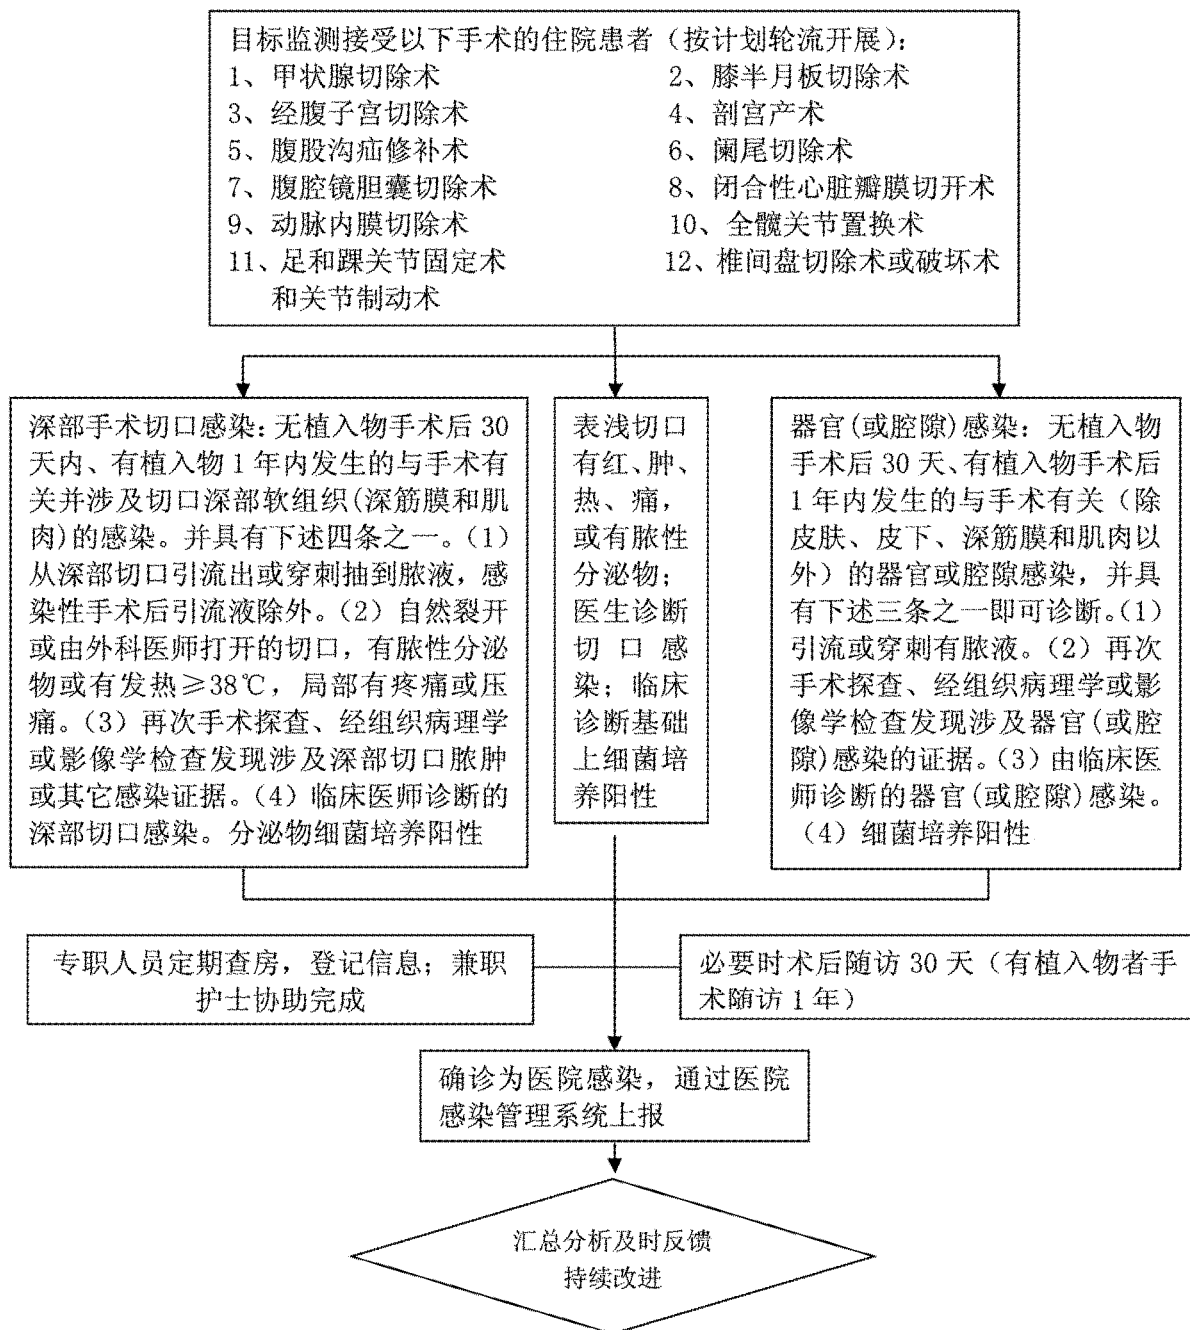 目标监测接受以下手术的住院患者（按计划轮流开展）：
1、甲状腺切除术 2、膝半月板切除术
3、经腹子宫切除术 4、剖宫产术
5、腹股沟疝修补术 6、阑尾切除术
7、腹腔镜胆囊切除术 8、闭合性心脏瓣膜切开术
9、动脉内膜切除术 10、全髋关节置换术
11、足和踝关节固定术 12、椎间盘切除术或破坏术
和关节制动术
深部手术切口感染：无植入物手术后 30
天内、有植入物 1 年内发生的与手术有
关并涉及切口深部软组织(深筋膜和肌
肉)的感染。并具有下述四条之一。（1）
从深部切口引流出或穿刺抽到脓液，感
染性手术后引流液除外。（2）自然裂开
或由外科医师打开的切口，有脓性分泌
物或有发热≥38℃，局部有疼痛或压
痛。（3）再次手术探查、经组织病理学
或影像学检查发现涉及深部切口脓肿
或其它感染证据。（4）临床医师诊断的
深部切口感染。分泌物细菌培养阳性
表浅切口
有红、肿、
热、痛，
或有脓性
分泌物；
医生诊断
切口感
染；临床
诊断基础
上细菌培
养阳性
器官(或腔隙)感染：无植入物
手术后 30 天、有植入物手术后
1 年内发生的与手术有关（除
皮肤、皮下、深筋膜和肌肉以
外）的器官或腔隙感染，并具
有下述三条之一即可诊断。（1）
引流或穿刺有脓液。（2）再次
手术探查、经组织病理学或影
像学检查发现涉及器官(或腔
隙)感染的证据。（3）由临床医
师诊断的器官(或腔隙)感染。
（4）细菌培养阳性
专职人员定期查房，登记信息；兼职
护士协助完成
必要时术后随访 30 天（有植入物者手
术随访 1 年）
确诊为医院感染，通过医院
感染管理系统上报
汇总分析及时反馈
持续改进